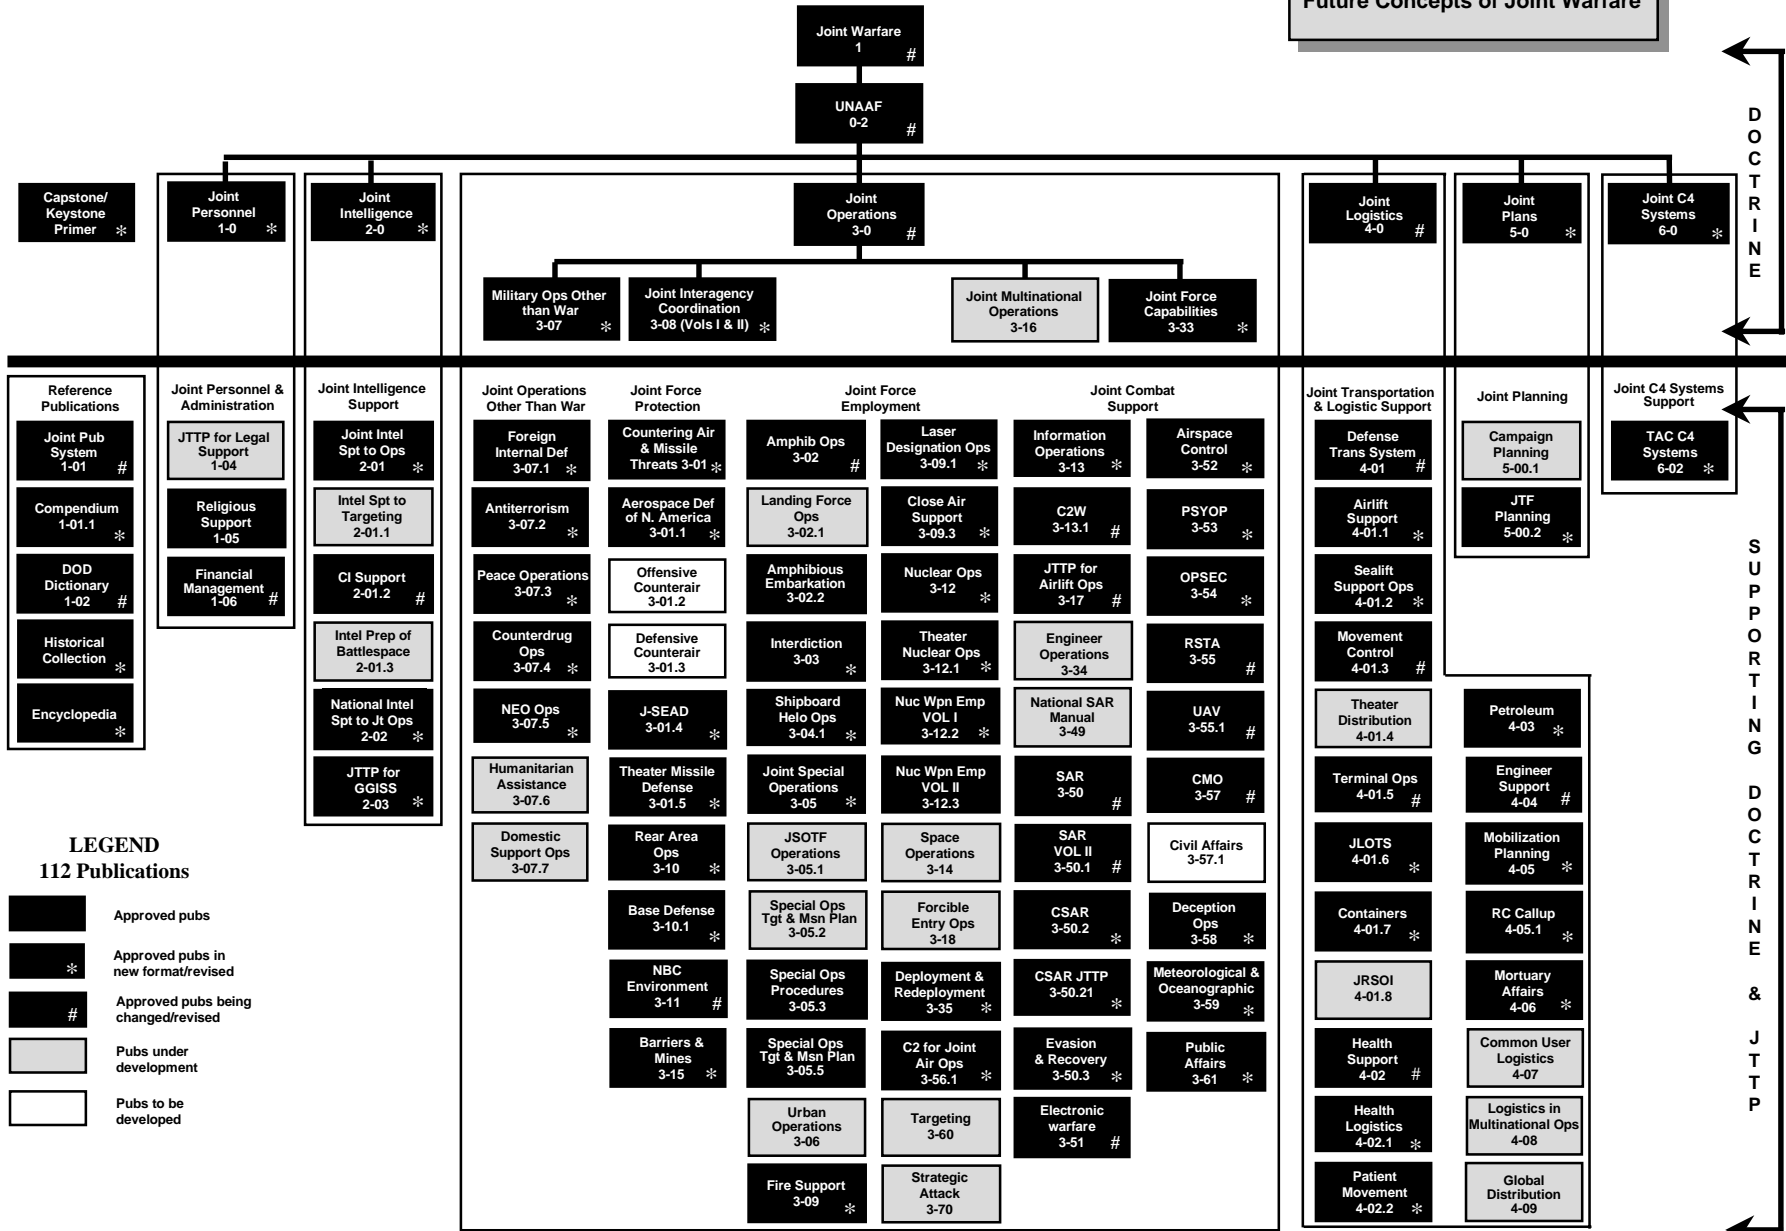 Future Concepts of Joint Warfare
Joint Warfare
1
#
UNAAF
0-2
#
Capstone/
Keystone
Primer *
Joint
Personnel
1-0 *
Joint
Intelligence
2-0 *
Joint
Operations
3-0 #
Joint
Logistics
4-0 #
Joint
Plans
5-0 *
Joint C4
Systems
6-0 *
Military Ops Other
than War
3-07 *
Joint Interagency
Coordination
3-08 (Vols I & II) *
Joint Multinational
Operations
3-16
Joint Force
Capabilities
3-33 *
DOCTRINE
Reference
Publications
Joint Pub
System
1-01 #
Compendium
1-01.1
*
DOD
Dictionary
1-02 #
Historical
Collection *
Encyclopedia
*
Joint Personnel &
Administration
JTTP for Legal
Support
1-04
Religious
Support
1-05
Financial
Management
1-06 #
Joint Intelligence
Support
Joint Intel
Spt to Ops
2-01 *
Intel Spt to
Targeting
2-01.1
CI Support
2-01.2 #
Intel Prep of
Battlespace
2-01.3
National Intel
Spt to Jt Ops
2-02 *
JTTP for
GGISS
2-03 *
Joint Operations
Other Than War
Foreign
Internal Def
3-07.1 *
Antiterrorism
3-07.2 *
Peace Operations
3-07.3
*
Counterdrug
Ops
3-07.4 *
NEO Ops
3-07.5 *
Humanitarian
Assistance
3-07.6
Domestic
Support Ops
3-07.7
Joint Force
Protection
Countering Air
& Missile
Threats 3-01 *
Aerospace Def
of N. America
3-01.1 *
Offensive
Counterair
3-01.2
Defensive
Counterair
3-01.3
J-SEAD
3-01.4 *
Theater Missile
Defense
3-01.5 *
Rear Area
Ops
3-10 *
Base Defense
3-10.1
*
NBC
Environment
3-11 #
Barriers &
Mines
3-15 *
Joint Force
Employment
Amphib Ops
3-02 #
Landing Force
Ops
3-02.1
Amphibious
Embarkation
3-02.2
Interdiction
3-03 *
Shipboard
Helo Ops
3-04.1 *
Joint Special
Operations
3-05 *
JSOTF
Operations
3-05.1
Special Ops
Tgt & Msn Plan
3-05.2
Special Ops
Procedures
3-05.3
Special Ops
Tgt & Msn Plan
3-05.5
Urban
Operations
3-06
Fire Support
3-09 *
Laser
Designation Ops
3-09.1 *
Close Air
Support
3-09.3 *
Nuclear Ops
3-12 *
Theater
Nuclear Ops
3-12.1 *
Nuc Wpn Emp
VOL I
3-12.2 *
Nuc Wpn Emp
VOL II
3-12.3
Space
Operations
3-14
Forcible
Entry Ops
3-18
Deployment &
Redeployment
3-35 *
C2 for Joint
Air Ops
3-56.1 *
Targeting
3-60
Strategic
Attack
3-70
Joint Combat
Support
Information
Operations
3-13 *
C2W
3-13.1 #
JTTP for
Airlift Ops
3-17 #
Engineer
Operations
3-34
National SAR
Manual
3-49
SAR
3-50 #
SAR
VOL II
3-50.1 #
CSAR
3-50.2 *
CSAR JTTP
3-50.21
*
Evasion
& Recovery
3-50.3 *
Electronic
warfare
3-51 #
Airspace
Control
3-52 *
PSYOP
3-53 *
OPSEC
3-54 *
RSTA
3-55 #
UAV
3-55.1 #
CMO
3-57 #
Civil Affairs
3-57.1
Deception
Ops
3-58 *
Meteorological &
Oceanographic
3-59 *
Public
Affairs
3-61 *
Joint Transportation
& Logistic Support
Defense
Trans System
4-01 #
Airlift
Support
4-01.1 *
Sealift
Support Ops
4-01.2 *
Movement
Control
4-01.3 #
Theater
Distribution
4-01.4
Terminal Ops
4-01.5 #
JLOTS
4-01.6 *
Containers
4-01.7 *
JRSOI
4-01.8
Health
Support
4-02 #
Health
Logistics
4-02.1 *
Patient
Movement
4-02.2 *
Joint Planning
Campaign
Planning
5-00.1
JTF
Planning
5-00.2 *
Petroleum
4-03 *
Engineer
Support
4-04 #
Mobilization
Planning
4-05 *
RC Callup
4-05.1 *
Mortuary
Affairs
4-06 *
Common User
Logistics
4-07
Logistics in
Multinational Ops
4-08
Global
Distribution
4-09
Joint C4 Systems
Support
TAC C4
Systems
6-02 *
SUPPORTING DOCTRINE & JTTP
LEGEND
112 Publications
Approved pubs
*
Approved pubs in
new format/revised
#
Approved pubs being
changed/revised
Pubs under
development
Pubs to be
developed